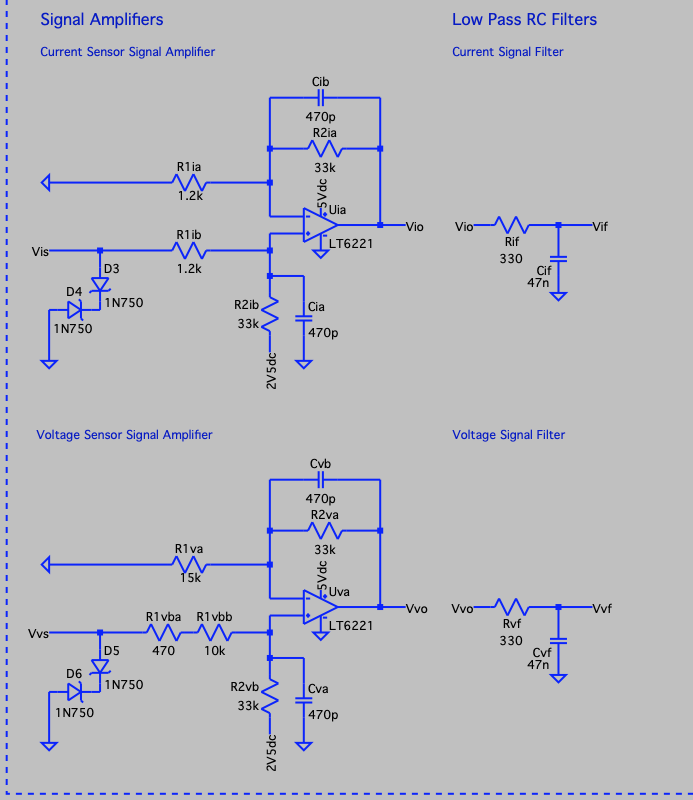 Signal Amplifiers
Low Pass RC Filters
Current Sensor Signal Amplifier
Current Signal Filter
Cib
470p
R2ia
33k
R1ia
1.2k
5Vdc
Uia
LT6221
Vio
Vis
R1ib
1.2k
D3
1N750
D4
1N750
R2ib
33k
Cia
470p
2V5dc
Vio
Rif
330
Vif
Cif
47n
Voltage Sensor Signal Amplifier
Voltage Signal Filter
Cvb
470p
R2va
33k
R1va
15k
5Vdc
Uva
LT6221
Vvo
Vvs
R1vba
470
R1vbb
10k
D5
1N750
D6
1N750
R2vb
33k
Cva
470p
2V5dc
Vvo
Rvf
330
Vvf
Cvf
47n